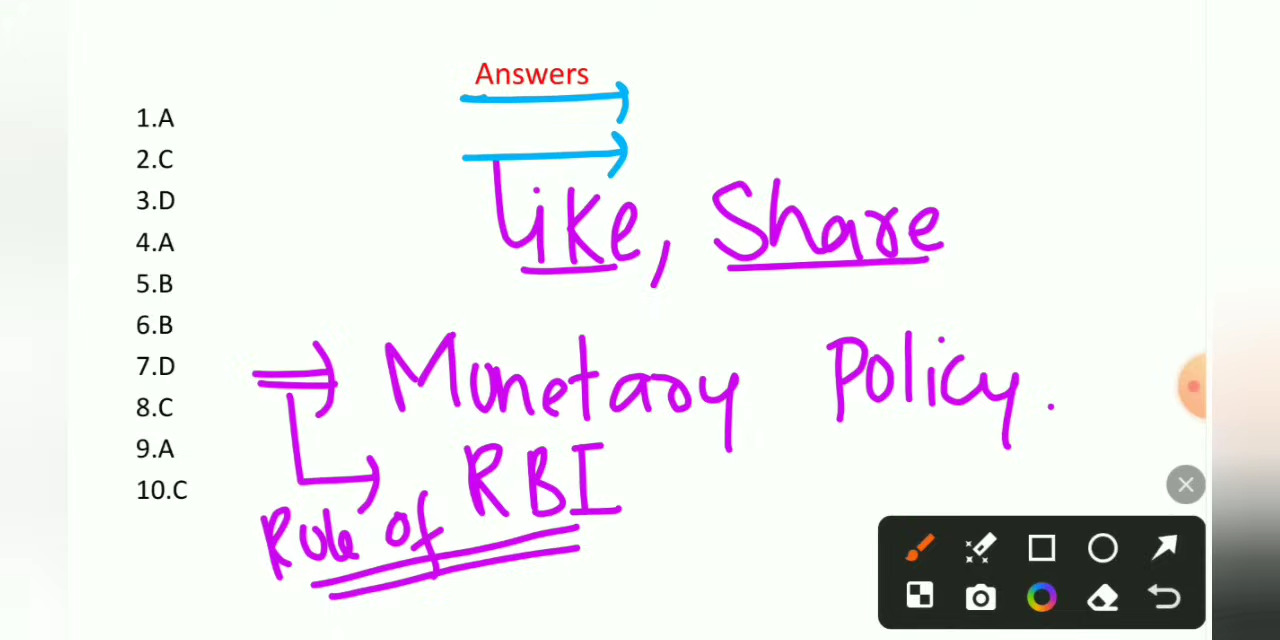 Answers
1.A
2.C
3.D
4.A
5.B
6.B
7.D
8.C
9.A
10.C
Like, Share
Monetary Policy.
Role of RBI